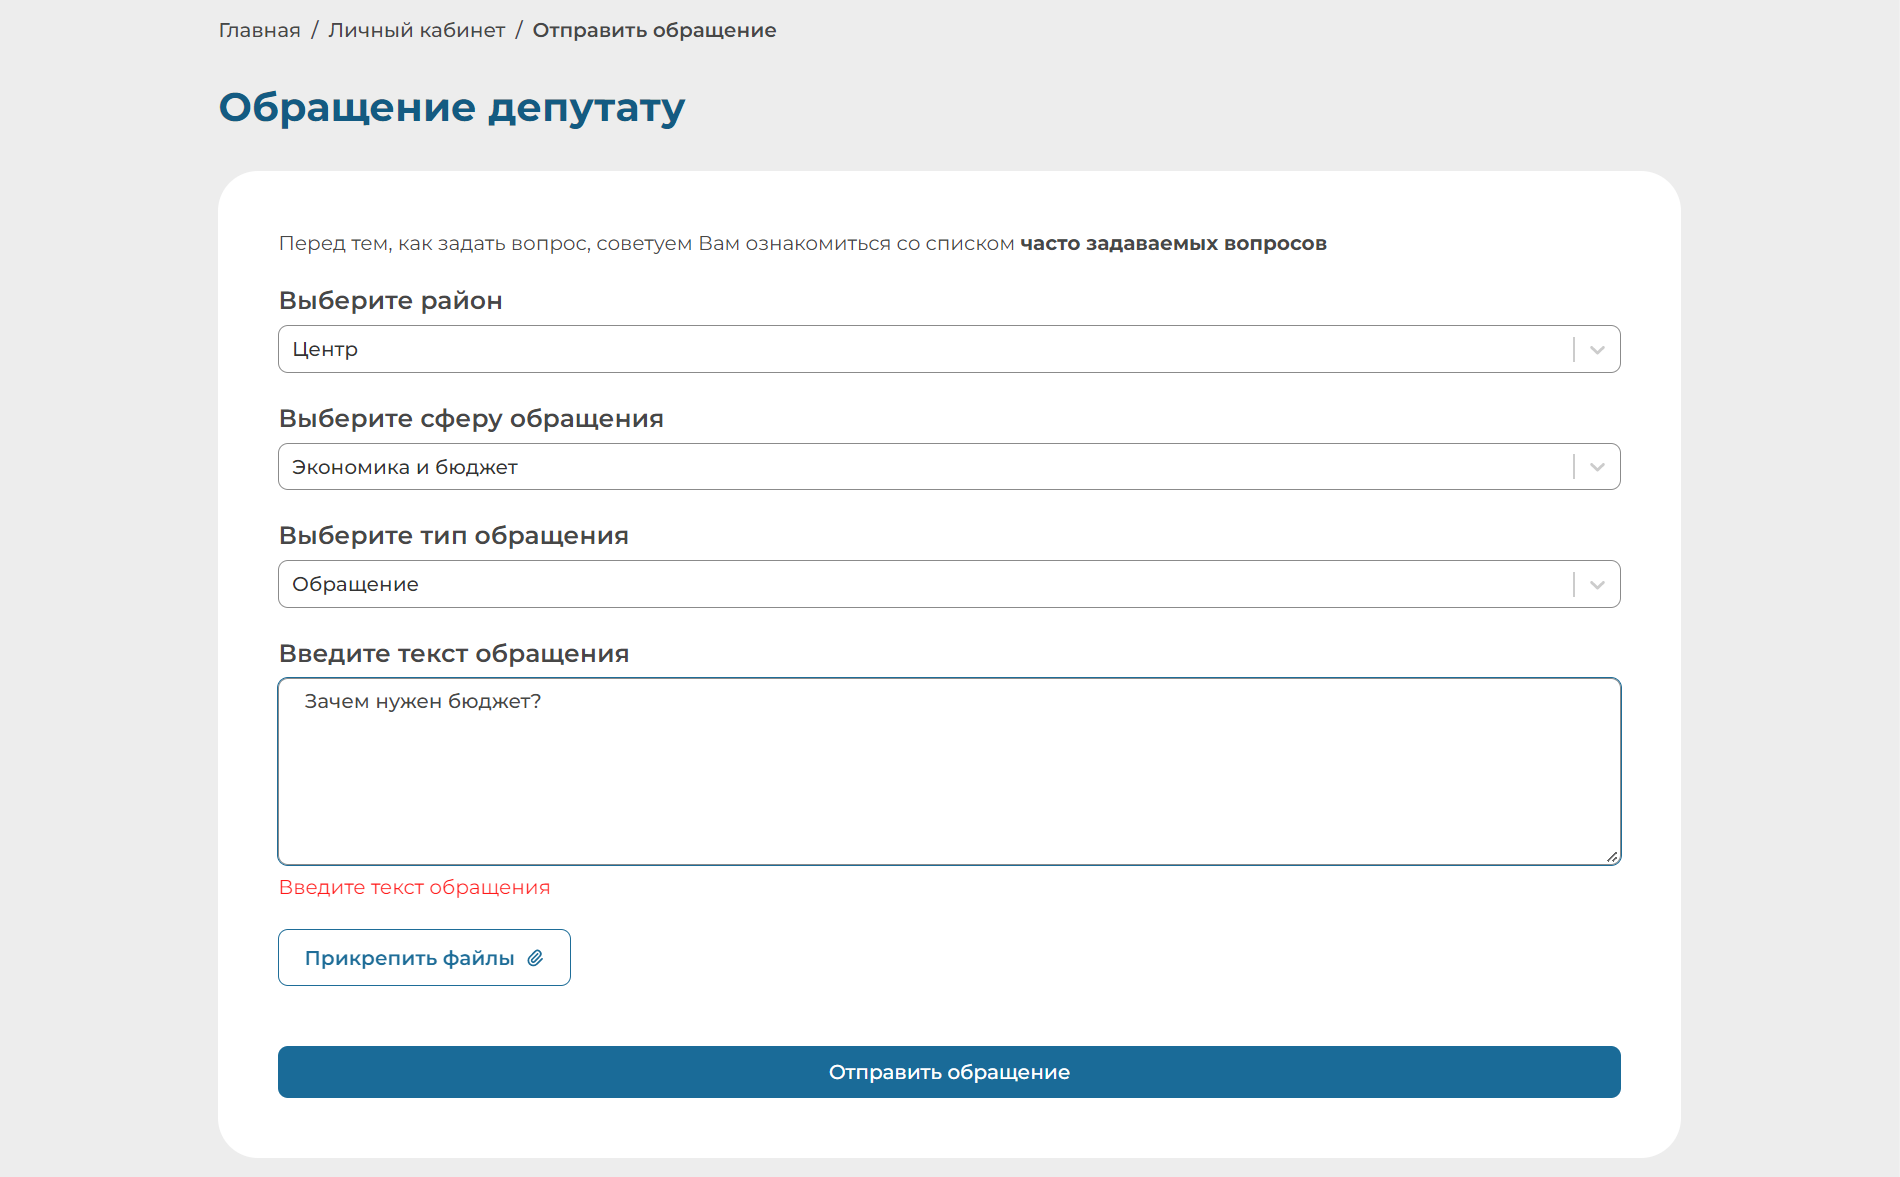 Главная / Личный кабинет / Отправить обращение
Обращение депутату
Перед тем, как задать вопрос, советуем Вам ознакомиться со списком часто задаваемых вопросов
Выберите район
Центр
Выберите сферу обращения
Экономика и бюджет
Выберите тип обращения
Обращение
Введите текст обращения
Зачем нужен бюджет?
Введите текст обращения
Прикрепить файлы
Отправить обращение